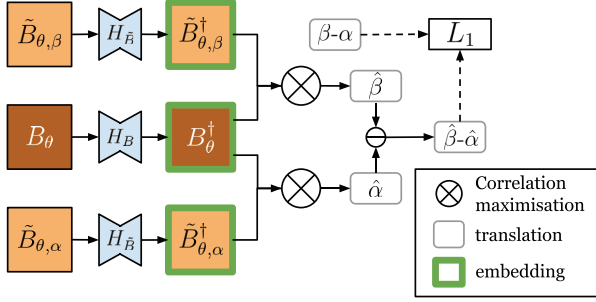 B̃θ,β H_B̃ B̃†θ,β β-α L₁
β̂
Bθ H_B B†θ β̂-α̂
α̂
B̃θ,α H_B̃ B̃†θ,α
Correlation
maximisation
translation
embedding